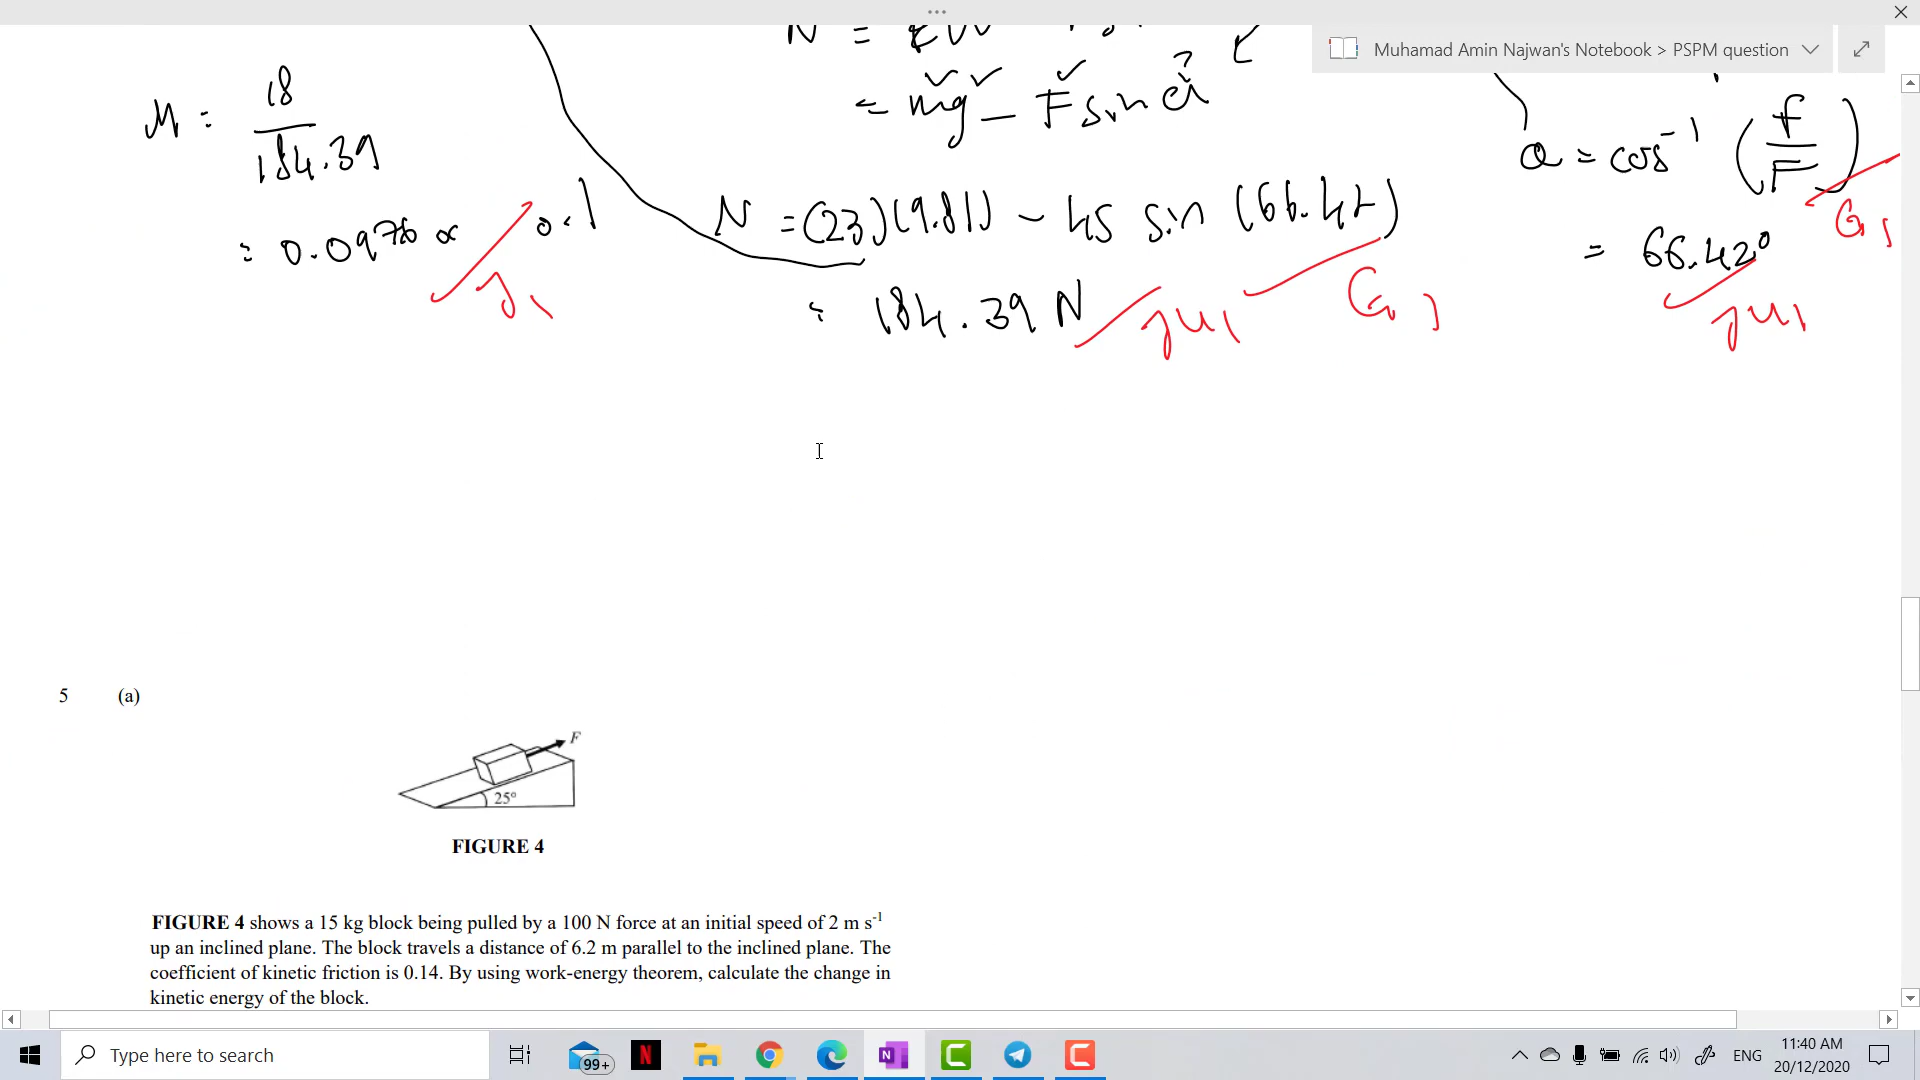 Muhamad Amin Najwan's Notebook > PSPM question
= mg - F sin a
M = 18 / 184.39
= 0.0976 ∝ 0.1
J1
N = (23)(9.81) - 45 sin (66.42)
G1
= 184.39 N
JU1
a = cos⁻¹ (f / F)
G1
= 66.42°
JU1
5 (a)
F
25°
FIGURE 4
FIGURE 4 shows a 15 kg block being pulled by a 100 N force at an initial speed of 2 m s⁻¹
up an inclined plane. The block travels a distance of 6.2 m parallel to the inclined plane. The
coefficient of kinetic friction is 0.14. By using work-energy theorem, calculate the change in
kinetic energy of the block.
Type here to search
99+
N
N
C
C
ENG
11:40 AM
20/12/2020